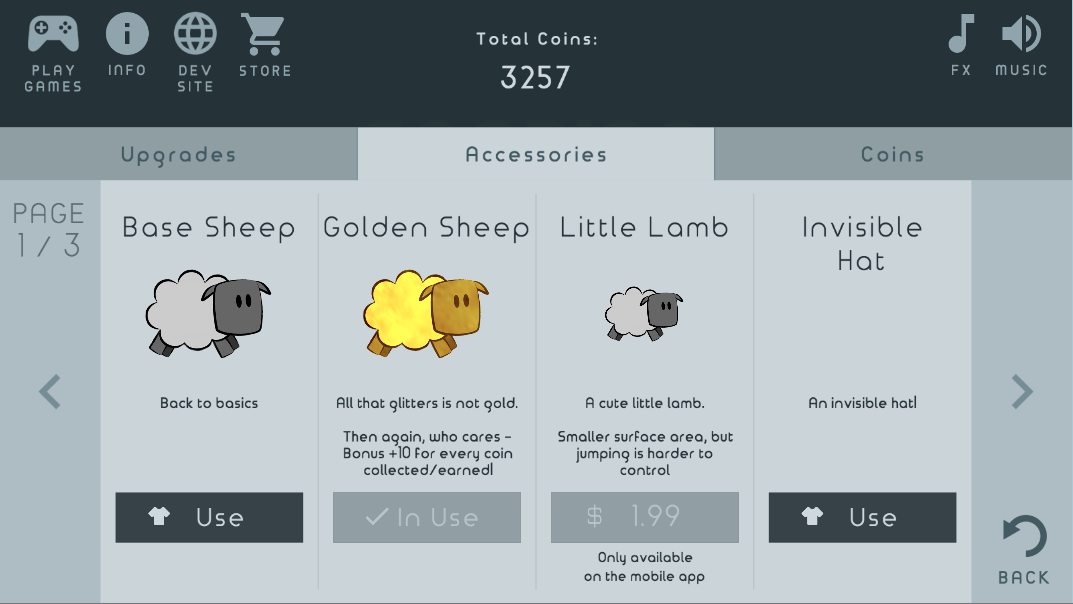 PLAY
GAMES
INFO
DEV
SITE
STORE
Total Coins:
3257
FX
MUSIC
Upgrades
Accessories
Coins
PAGE
1 / 3
Base Sheep
Back to basics
Use
Golden Sheep
All that glitters is not gold.
Then again, who cares -
Bonus +10 for every coin
collected/earned!
In Use
Little Lamb
A cute little lamb.
Smaller surface area, but
jumping is harder to
control
$ 1.99
Only available
on the mobile app
Invisible
Hat
An invisible hat!
Use
BACK